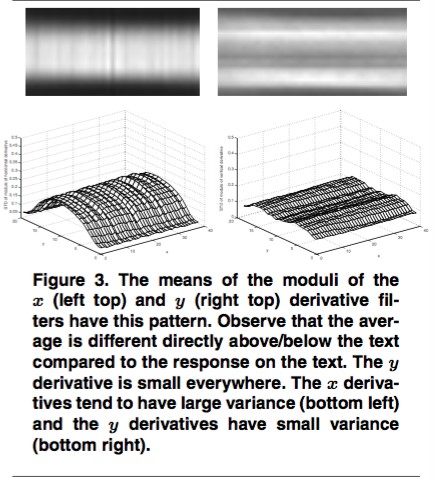 Figure 3. The means of the moduli of the
x (left top) and y (right top) derivative fil-
ters have this pattern. Observe that the aver-
age is different directly above/below the text
compared to the response on the text. The y
derivative is small everywhere. The x deriva-
tives tend to have large variance (bottom left)
and the y derivatives have small variance
(bottom right).